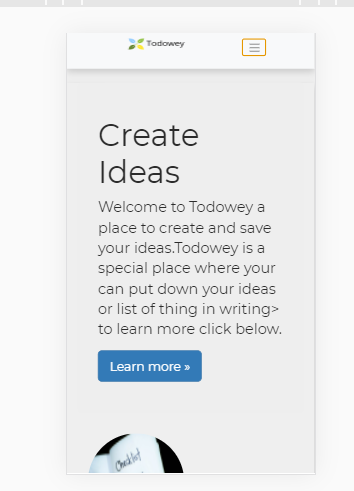 Todowey
Create
Ideas
Welcome to Todowey a
place to create and save
your ideas.Todowey is a
special place where your
can put down your ideas
or list of thing in writing>
to learn more click below.
Learn more »
Checklist